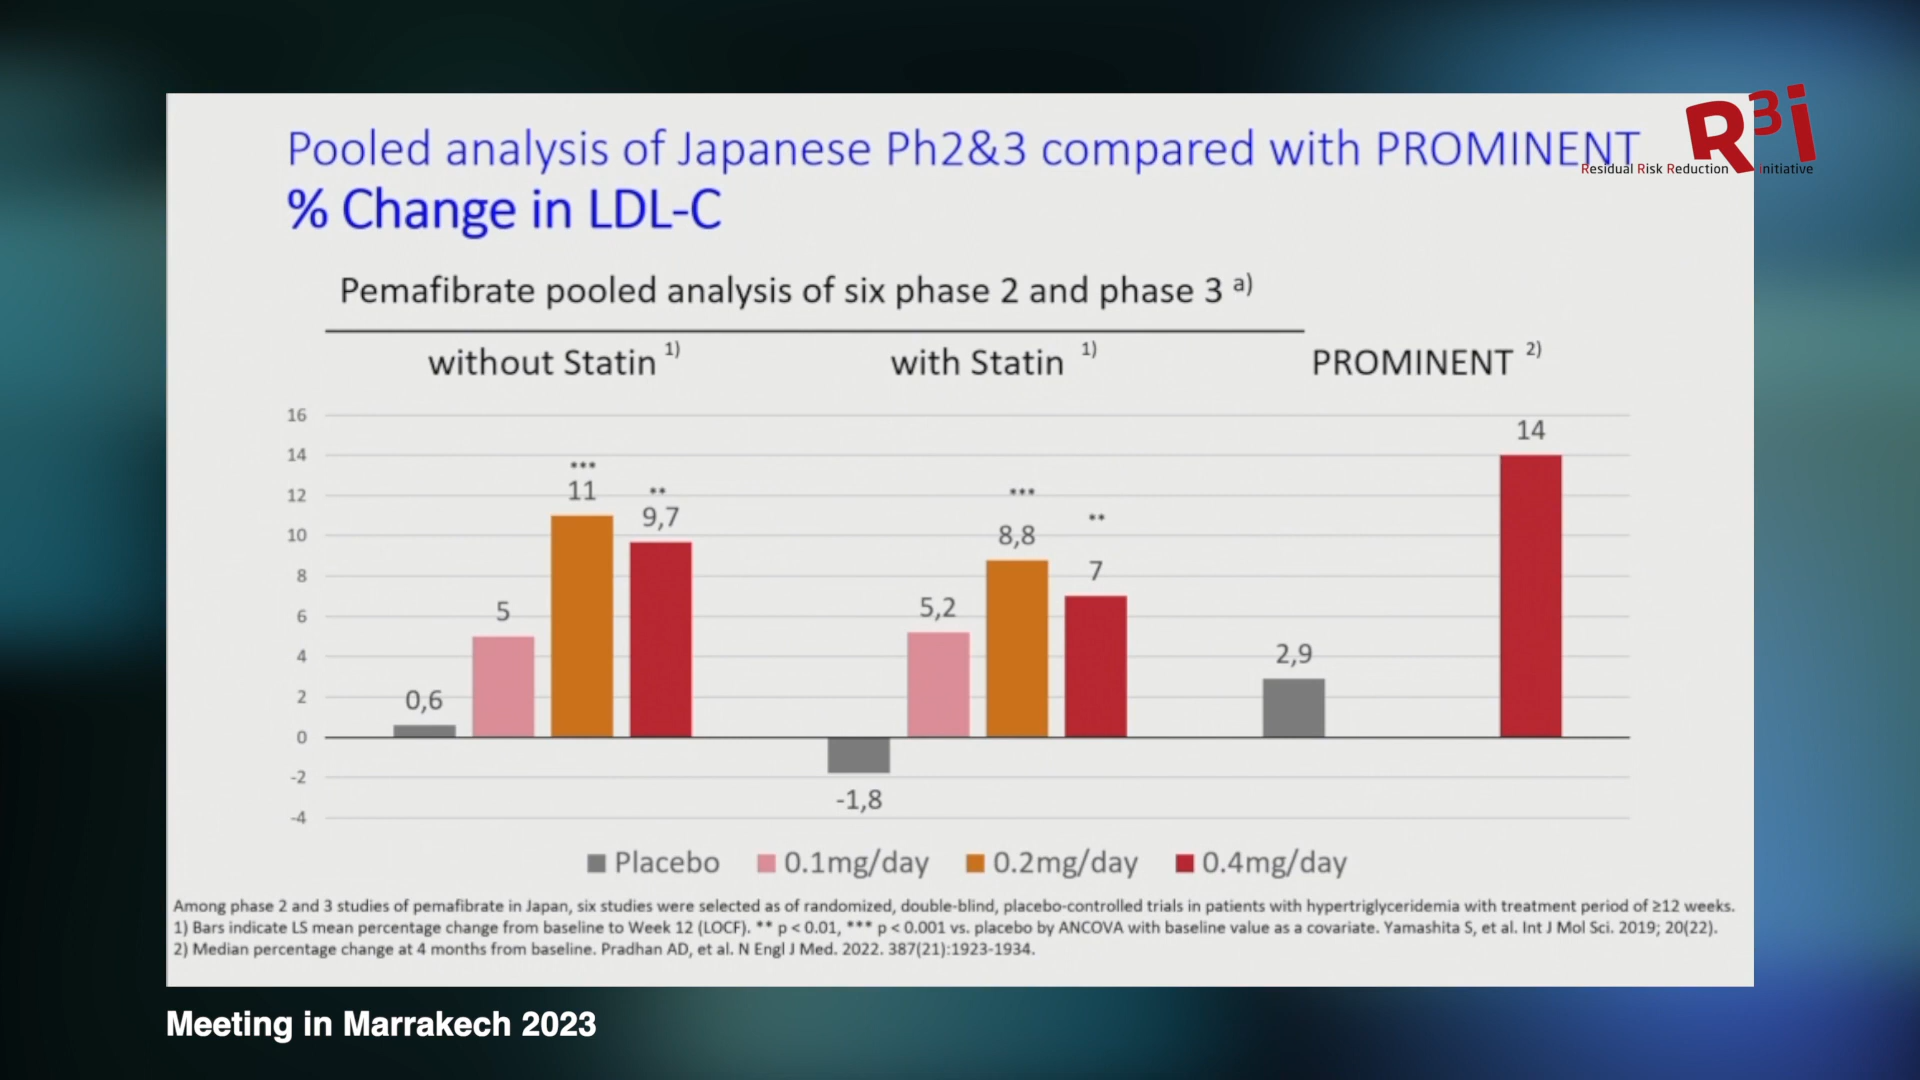 R3i
Residual Risk Reduction initiative
Pooled analysis of Japanese Ph2&3 compared with PROMINENT
% Change in LDL-C
Pemafibrate pooled analysis of six phase 2 and phase 3 a)
without Statin 1)
with Statin 1)
PROMINENT 2)
16
14
12
10
8
6
4
2
0
-2
-4
0,6
5
***
11
**
9,7
-1,8
5,2
***
8,8
**
7
2,9
14
Placebo 0.1mg/day 0.2mg/day 0.4mg/day
Among phase 2 and 3 studies of pemafibrate in Japan, six studies were selected as of randomized, double-blind, placebo-controlled trials in patients with hypertriglyceridemia with treatment period of ≥12 weeks.
1) Bars indicate LS mean percentage change from baseline to Week 12 (LOCF). ** p < 0.01, *** p < 0.001 vs. placebo by ANCOVA with baseline value as a covariate. Yamashita S, et al. Int J Mol Sci. 2019; 20(22).
2) Median percentage change at 4 months from baseline. Pradhan AD, et al. N Engl J Med. 2022. 387(21):1923-1934.
Meeting in Marrakech 2023